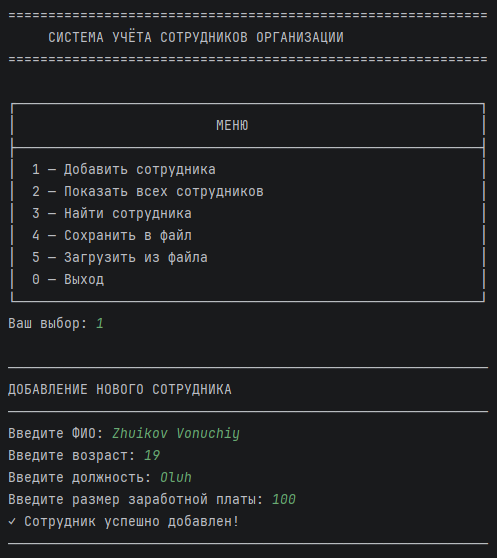 ============================================================
СИСТЕМА УЧЁТА СОТРУДНИКОВ ОРГАНИЗАЦИИ
============================================================
МЕНЮ
1 — Добавить сотрудника
2 — Показать всех сотрудников
3 — Найти сотрудника
4 — Сохранить в файл
5 — Загрузить из файла
0 — Выход
Ваш выбор: 1
ДОБАВЛЕНИЕ НОВОГО СОТРУДНИКА
Введите ФИО: Zhuikov Vonuchiy
Введите возраст: 19
Введите должность: Oluh
Введите размер заработной платы: 100
✓ Сотрудник успешно добавлен!